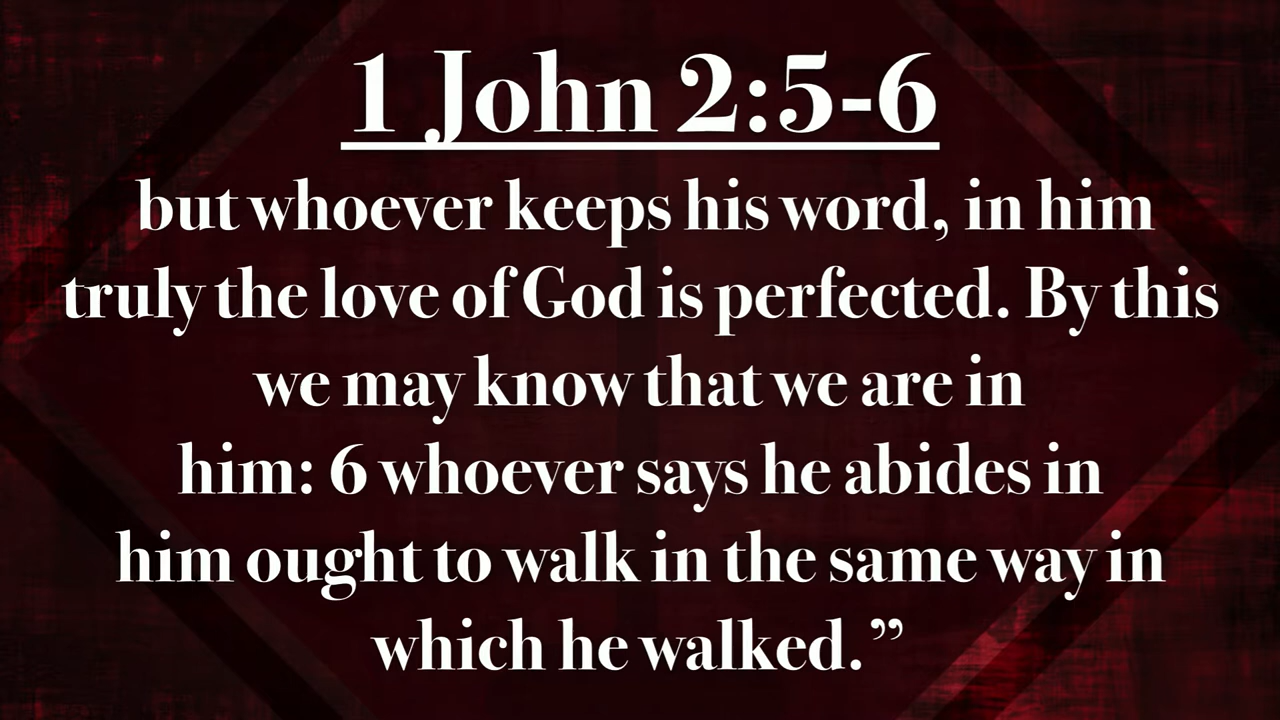 1 John 2:5-6
but whoever keeps his word, in him
truly the love of God is perfected. By this
we may know that we are in
him: 6 whoever says he abides in
him ought to walk in the same way in
which he walked.”